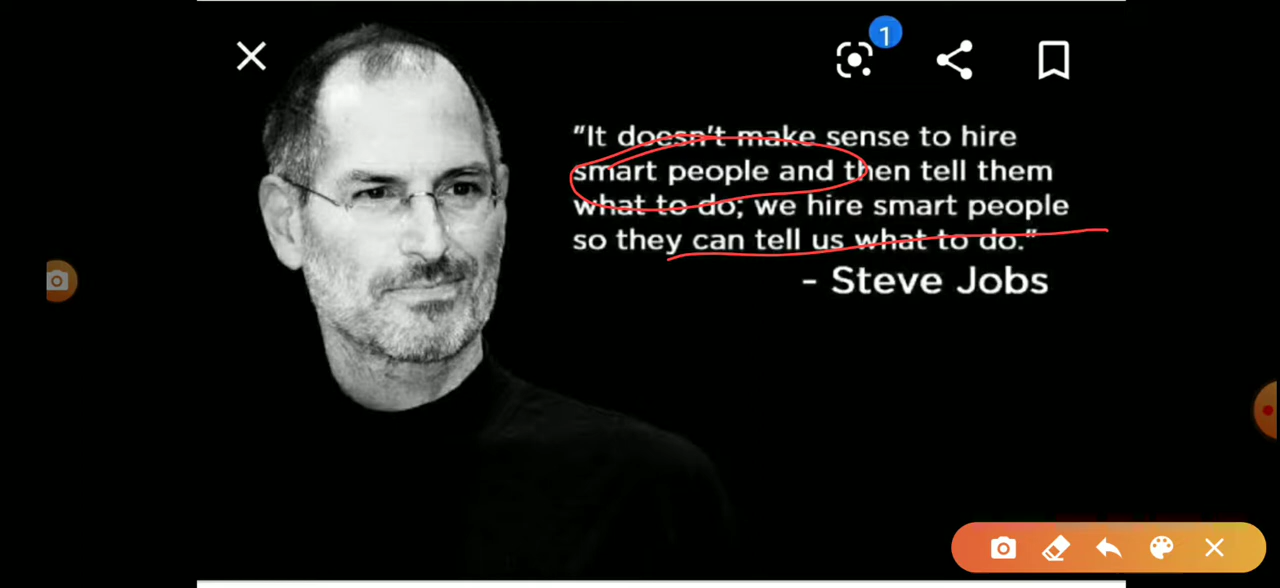 1
"It doesn't make sense to hire
smart people and then tell them
what to do; we hire smart people
so they can tell us what to do."
- Steve Jobs